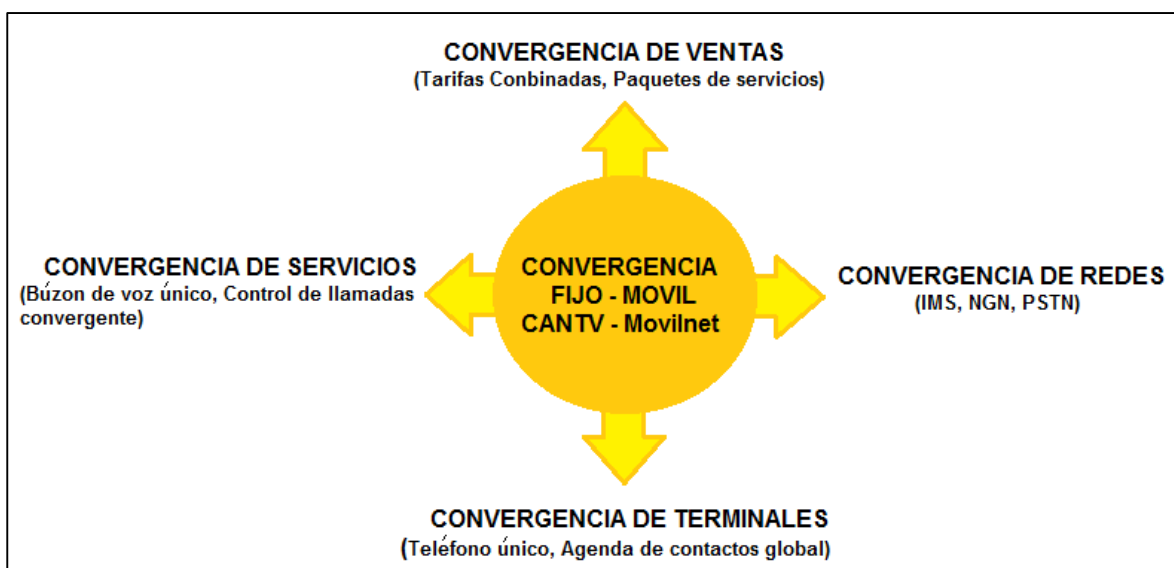 CONVERGENCIA DE VENTAS
(Tarifas Conbinadas, Paquetes de servicios)
CONVERGENCIA DE SERVICIOS
(Búzon de voz único, Control de llamadas
convergente)
CONVERGENCIA
FIJO - MOVIL
CANTV - Movilnet
CONVERGENCIA DE REDES
(IMS, NGN, PSTN)
CONVERGENCIA DE TERMINALES
(Teléfono único, Agenda de contactos global)